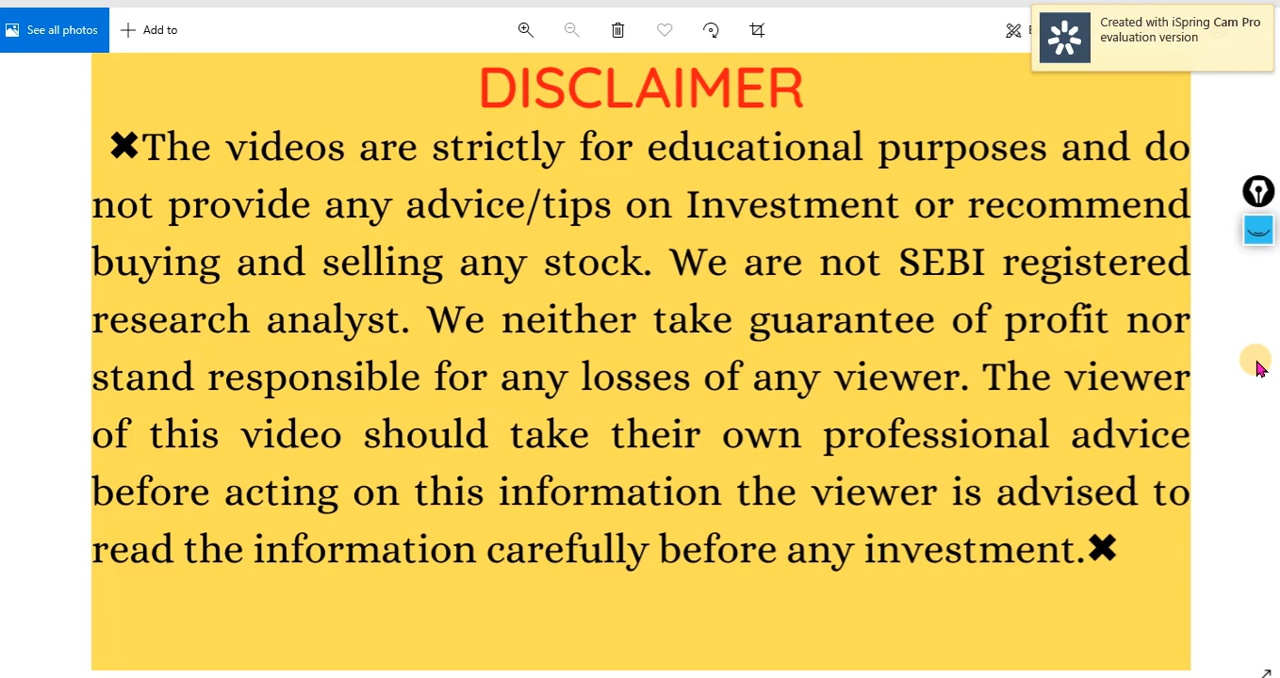 See all photos
Add to
Created with iSpring Cam Pro
evaluation version
DISCLAIMER
✖The videos are strictly for educational purposes and do
not provide any advice/tips on Investment or recommend
buying and selling any stock. We are not SEBI registered
research analyst. We neither take guarantee of profit nor
stand responsible for any losses of any viewer. The viewer
of this video should take their own professional advice
before acting on this information the viewer is advised to
read the information carefully before any investment.✖